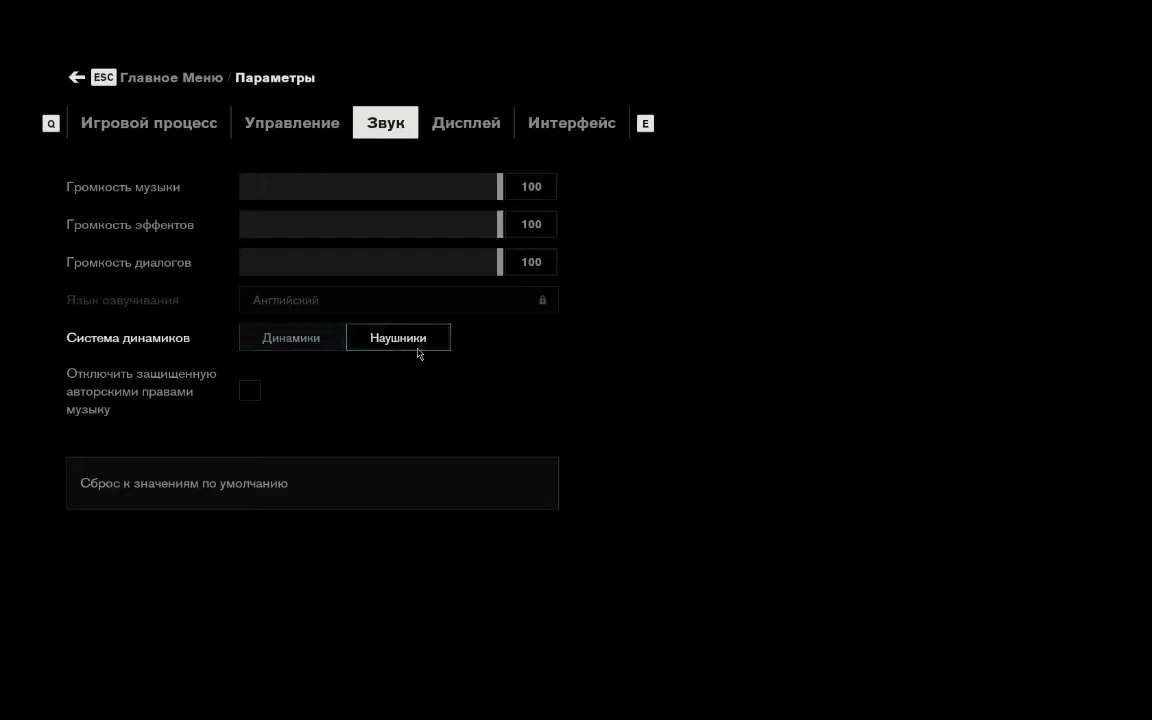 ESC Главное Меню / Параметры
Q Игровой процесс Управление Звук Дисплей Интерфейс E
Громкость музыки 100
Громкость эффектов 100
Громкость диалогов 100
Язык озвучивания Английский
Система динамиков Динамики Наушники
Отключить защищенную
авторскими правами
музыку
Сброс к значениям по умолчанию